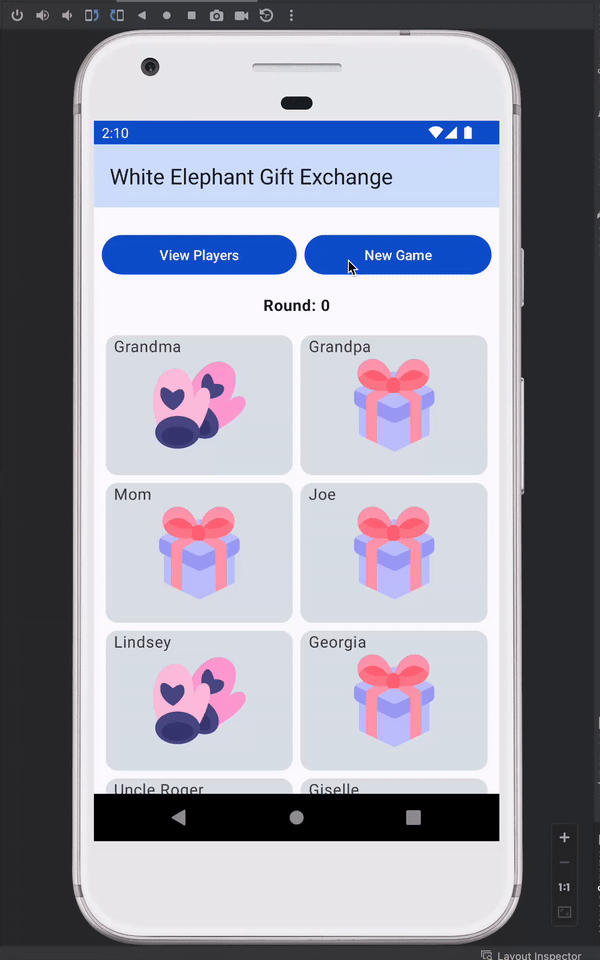 2:10
White Elephant Gift Exchange
View Players
New Game
Round: 0
Grandma
Grandpa
Mom
Joe
Lindsey
Georgia
Uncle Roger
Giselle
1:1
Layout Inspector